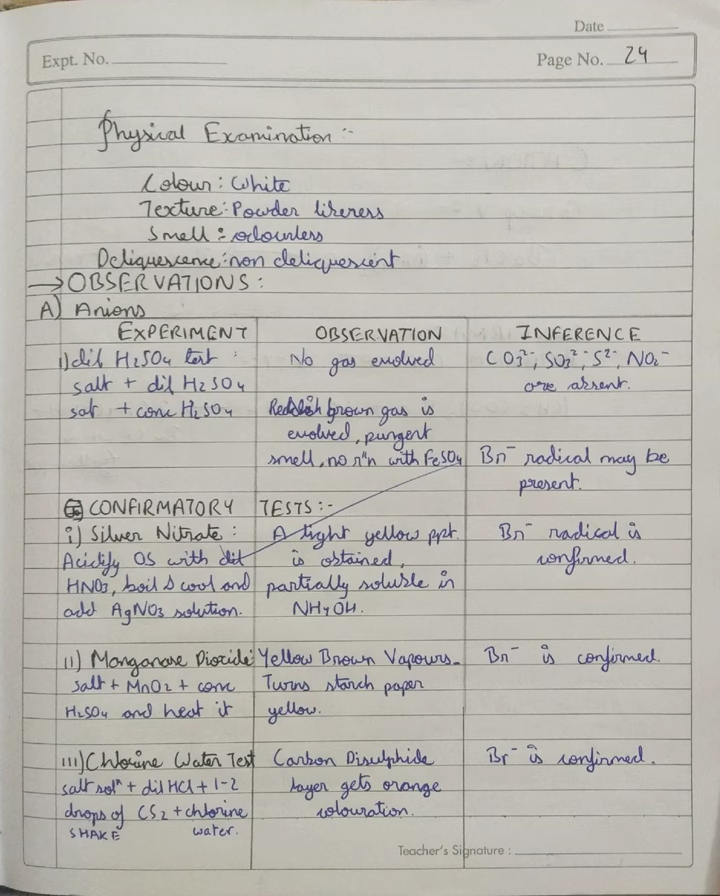 Date
Expt. No.
Page No. 24
Physical Examination :-
Colour : White
Texture: Powder likeness
Smell : odourless
Deliquescence : non deliquescent
→ OBSERVATIONS :
A) Anions
EXPERIMENT OBSERVATION INFERENCE
i) dil H2SO4 test :
salt + dil H2SO4
No gas evolved
CO3²⁻, SO3²⁻, S²⁻, NO2⁻
are absent.
salt + conc H2SO4
Reddish brown gas is
evolved, pungent
smell, no rⁿn with FeSO4
Br⁻ radical may be
present.
CONFIRMATORY TESTS :-
i) Silver Nitrate :
Acidify OS with dil
HNO3, boil & cool and
add AgNO3 solution.
A light yellow ppt.
is obtained,
partially soluble in
NH4OH.
Br⁻ radical is
confirmed.
ii) Manganase Dioxide
salt + MnO2 + conc
H2SO4 and heat it
Yellow Brown Vapours.
Turns starch paper
yellow.
Br⁻ is confirmed.
iii) Chlorine Water Test
salt solⁿ + dil HCl + 1-2
drops of CS2 + chlorine
SHAKE water.
Carbon Disulphide
layer gets orange
colouration.
Br⁻ is confirmed.
Teacher's Signature :